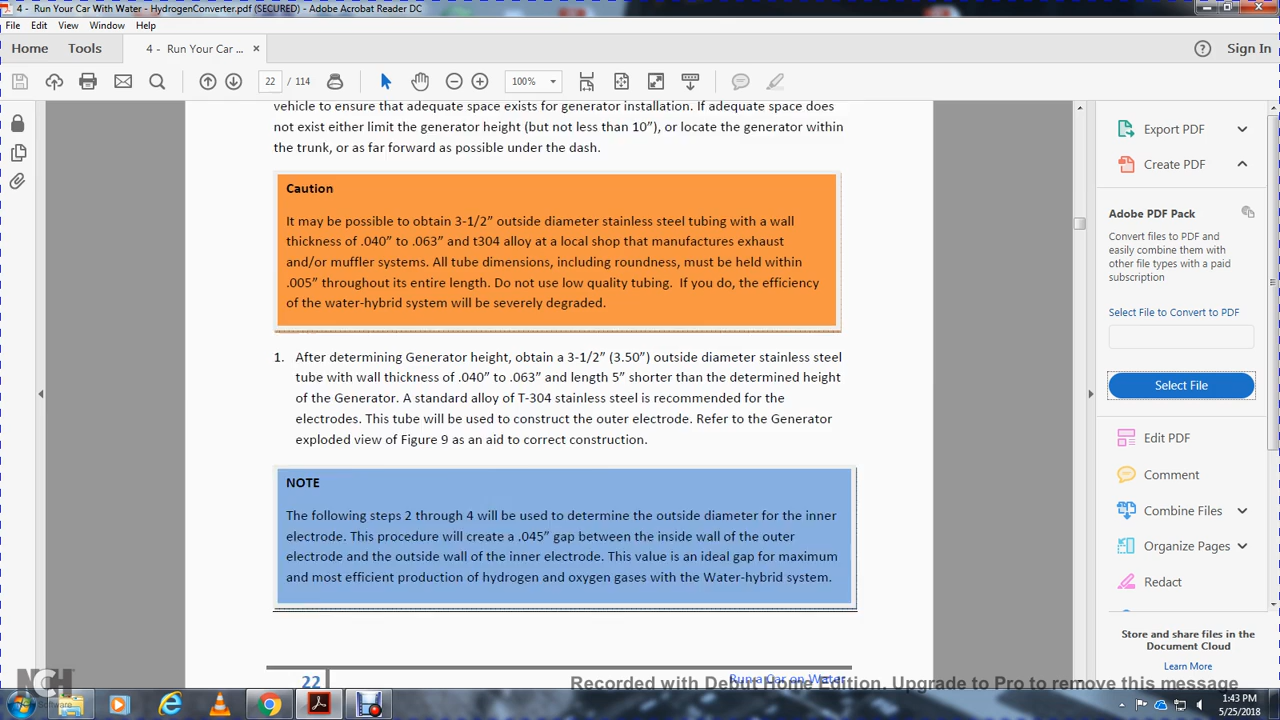 4 - Run Your Car With Water - HydrogenConverter.pdf (SECURED) - Adobe Acrobat Reader DC
File Edit View Window Help
Home Tools 4 - Run Your Car ... × ? Sign In
22 / 114 100%
vehicle to ensure that adequate space exists for generator installation. If adequate space does
not exist either limit the generator height (but not less than 10”), or locate the generator within
the trunk, or as far forward as possible under the dash.
Caution
It may be possible to obtain 3-1/2” outside diameter stainless steel tubing with a wall
thickness of .040” to .063” and t304 alloy at a local shop that manufactures exhaust
and/or muffler systems. All tube dimensions, including roundness, must be held within
.005” throughout its entire length. Do not use low quality tubing. If you do, the efficiency
of the water-hybrid system will be severely degraded.
1. After determining Generator height, obtain a 3-1/2” (3.50”) outside diameter stainless steel
tube with wall thickness of .040” to .063” and length 5” shorter than the determined height
of the Generator. A standard alloy of T-304 stainless steel is recommended for the
electrodes. This tube will be used to construct the outer electrode. Refer to the Generator
exploded view of Figure 9 as an aid to correct construction.
NOTE
The following steps 2 through 4 will be used to determine the outside diameter for the inner
electrode. This procedure will create a .045” gap between the inside wall of the outer
electrode and the outside wall of the inner electrode. This value is an ideal gap for maximum
and most efficient production of hydrogen and oxygen gases with the Water-hybrid system.
22 Run a Car on Water
Export PDF
Create PDF
Adobe PDF Pack
Convert files to PDF and
easily combine them with
other file types with a paid
subscription
Select File to Convert to PDF
Select File
Edit PDF
Comment
Combine Files
Organize Pages
Redact
Store and share files in the
Document Cloud
Learn More
NCH
Software
Recorded with Debut Home Edition. Upgrade to Pro to remove this message
1:43 PM
5/25/2018